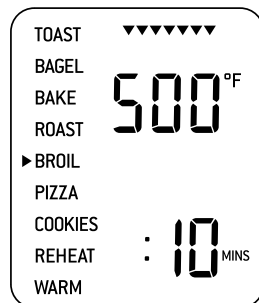 TOAST
BAGEL
BAKE
ROAST
BROIL
PIZZA
COOKIES
REHEAT
WARM
500°F
:10 MINS